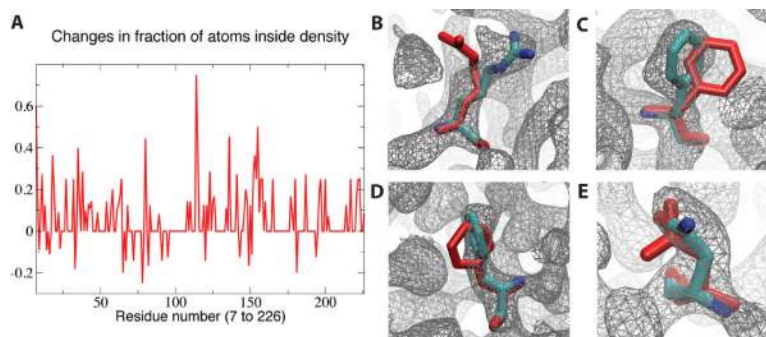 A
Changes in fraction of atoms inside density
0.6
0.4
0.2
0
-0.2
50
100
150
200
Residue number (7 to 226)
B
C
D
E